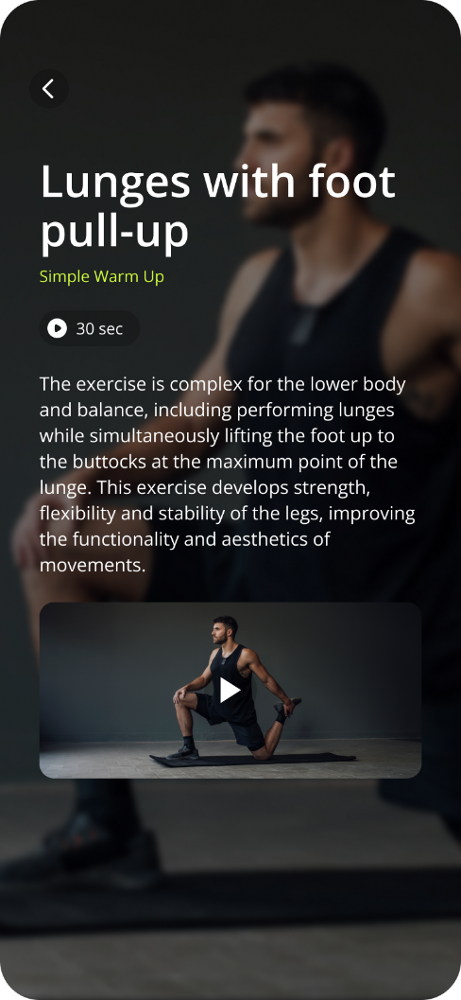 Lunges with foot
pull-up
Simple Warm Up
30 sec
The exercise is complex for the lower body
and balance, including performing lunges
while simultaneously lifting the foot up to
the buttocks at the maximum point of the
lunge. This exercise develops strength,
flexibility and stability of the legs, improving
the functionality and aesthetics of
movements.